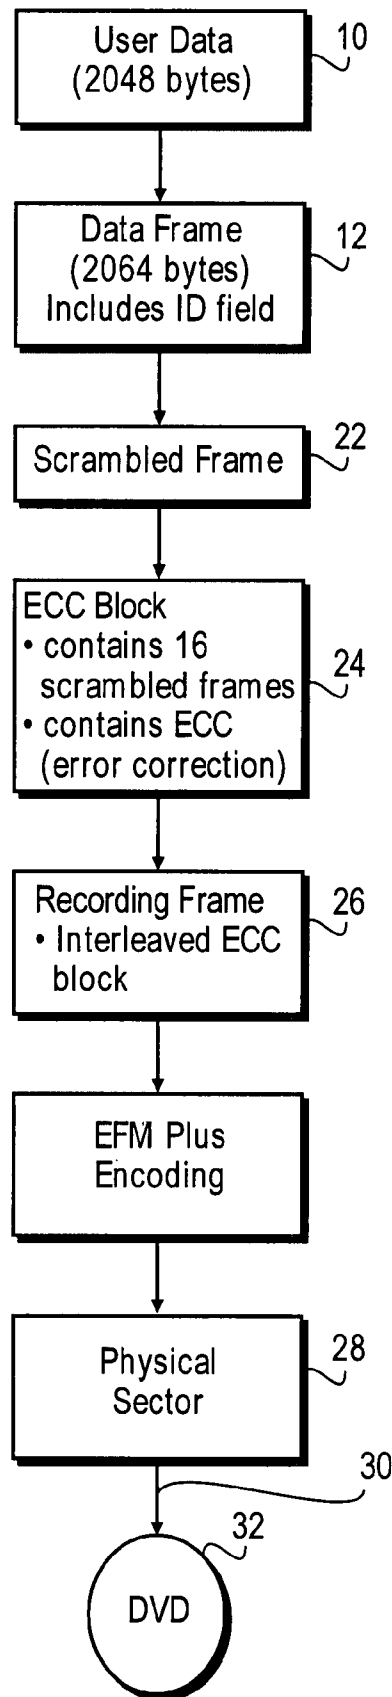 User Data
(2048 bytes)
10
Data Frame
(2064 bytes)
Includes ID field
12
Scrambled Frame
22
ECC Block
• contains 16
scrambled frames
• contains ECC
(error correction)
24
Recording Frame
• Interleaved ECC
block
26
EFM Plus
Encoding
Physical
Sector
28
30
32
DVD